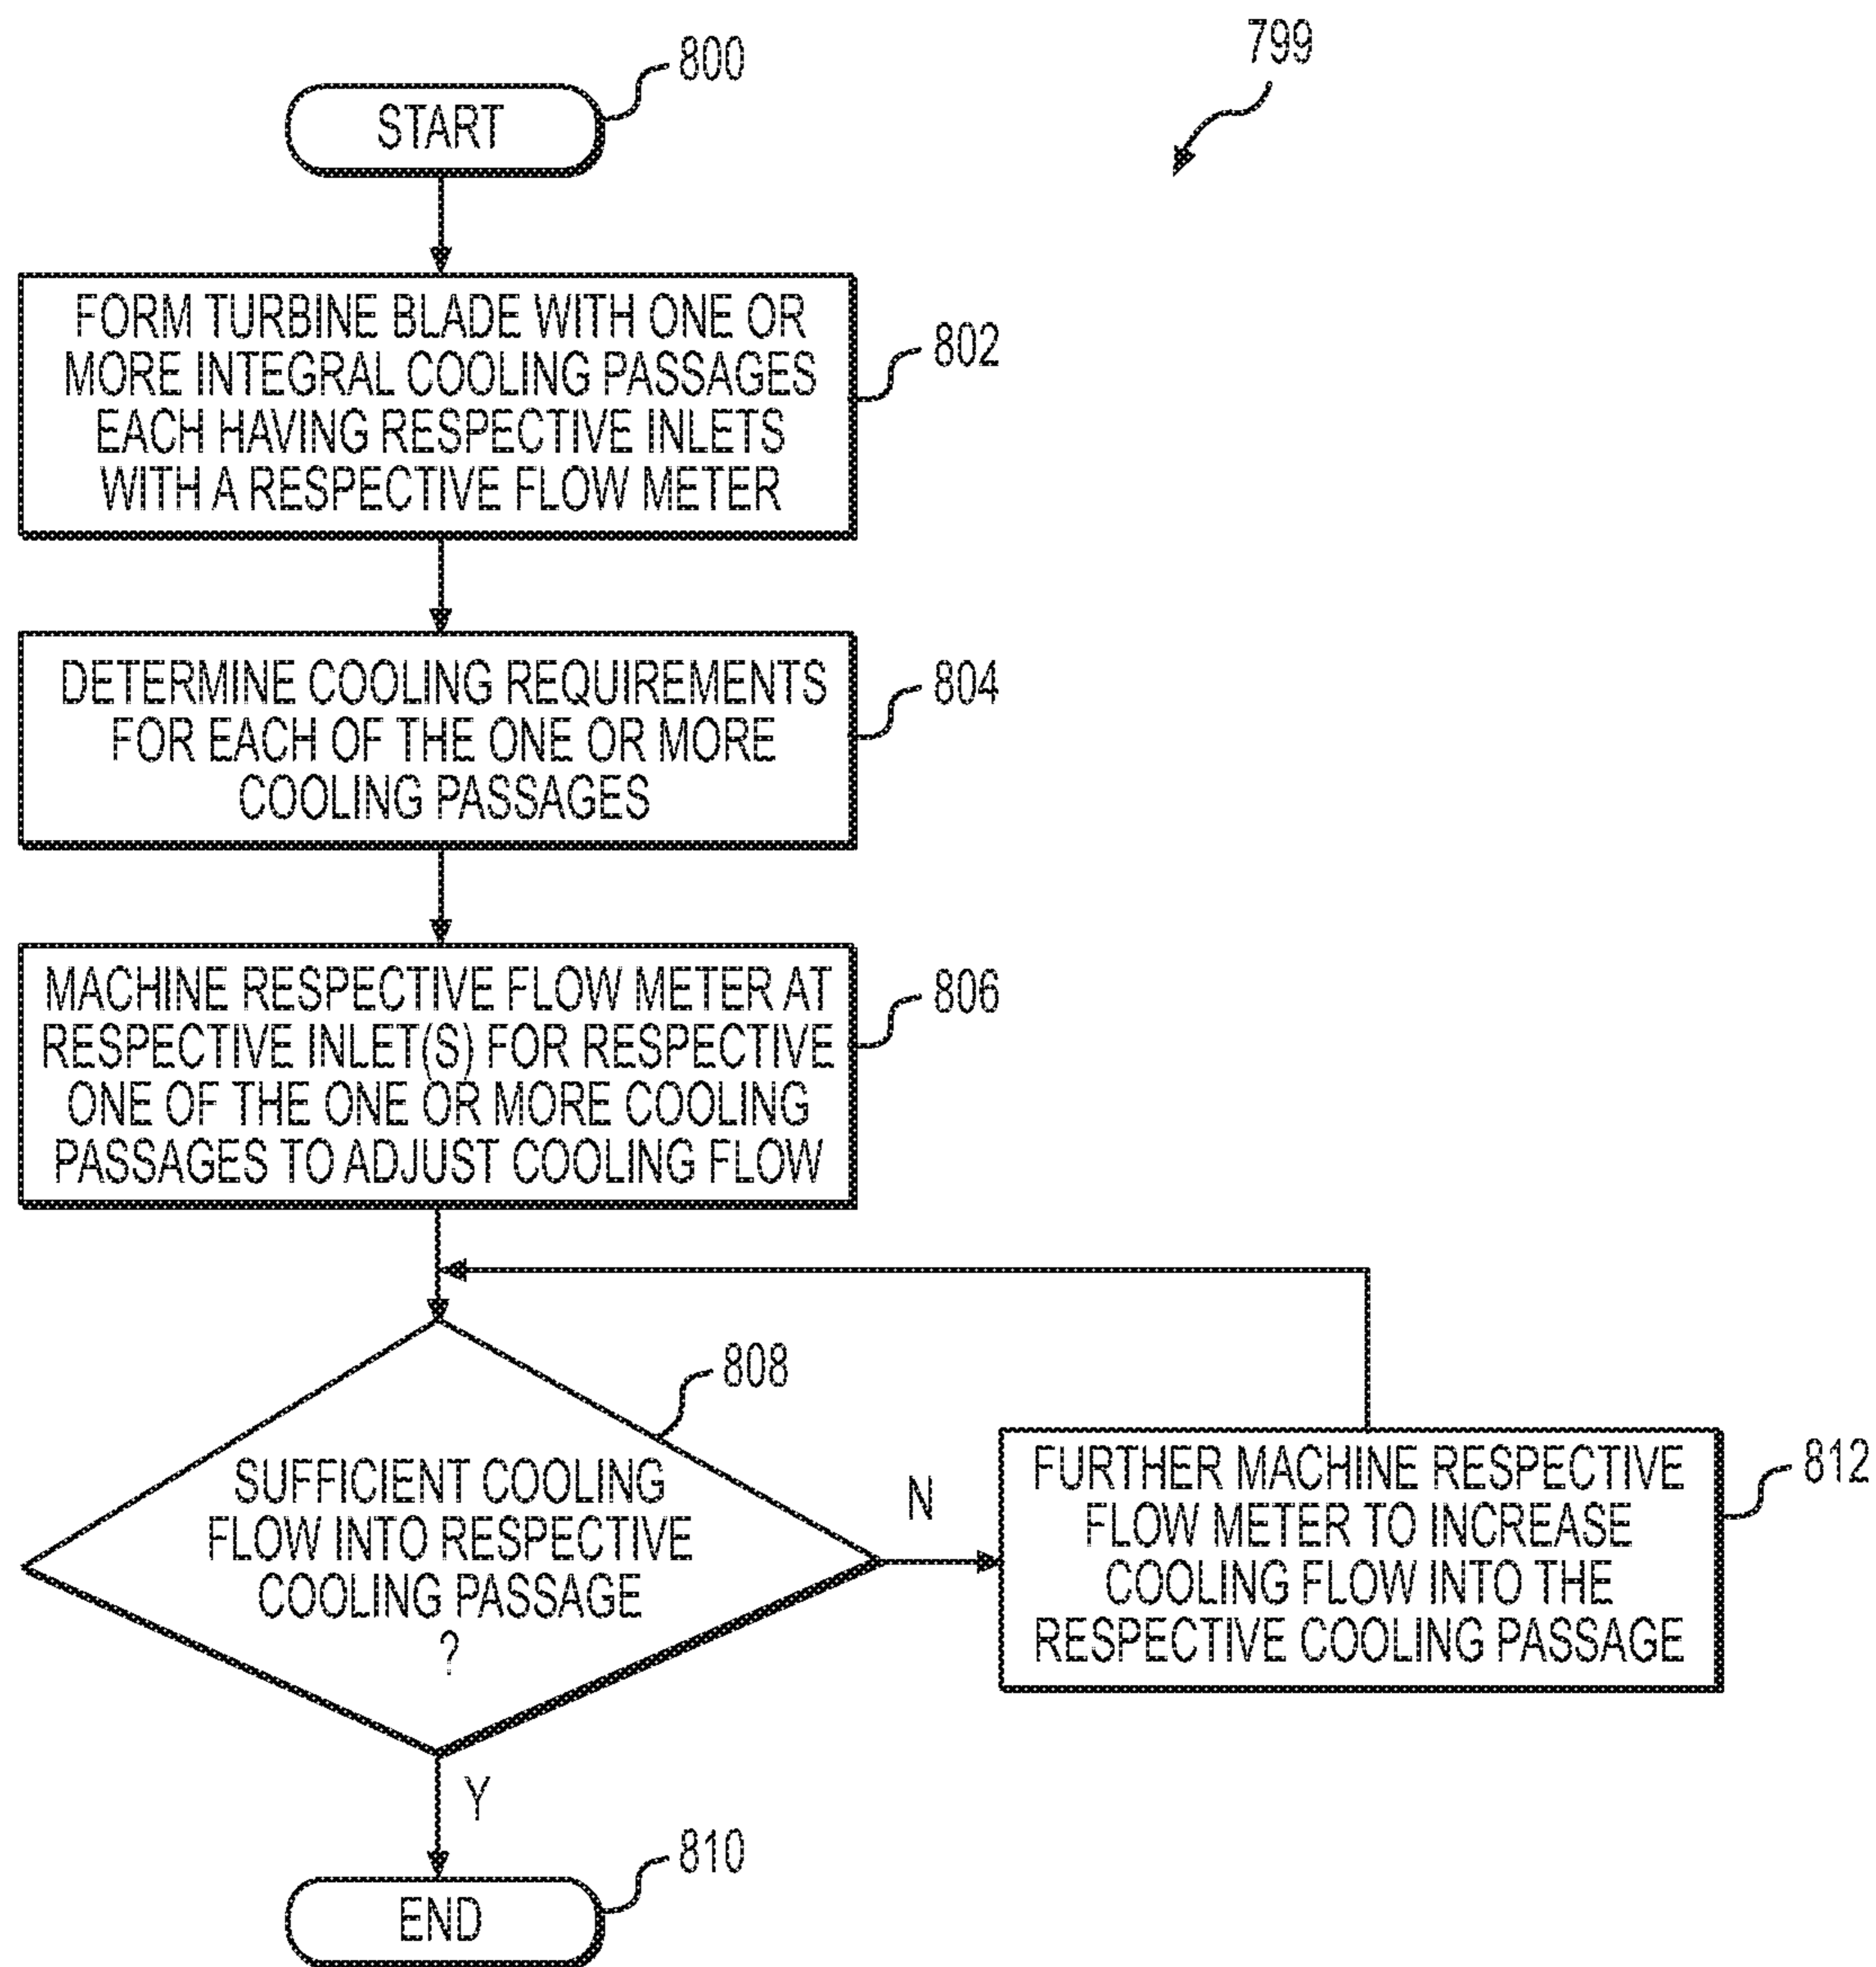 799
800
START
FORM TURBINE BLADE WITH ONE OR
MORE INTEGRAL COOLING PASSAGES
EACH HAVING RESPECTIVE INLETS
WITH A RESPECTIVE FLOW METER
802
DETERMINE COOLING REQUIREMENTS
FOR EACH OF THE ONE OR MORE
COOLING PASSAGES
804
MACHINE RESPECTIVE FLOW METER AT
RESPECTIVE INLET(S) FOR RESPECTIVE
ONE OF THE ONE OR MORE COOLING
PASSAGES TO ADJUST COOLING FLOW
806
808
SUFFICIENT COOLING
FLOW INTO RESPECTIVE
COOLING PASSAGE
?
N
FURTHER MACHINE RESPECTIVE
FLOW METER TO INCREASE
COOLING FLOW INTO THE
RESPECTIVE COOLING PASSAGE
812
Y
810
END